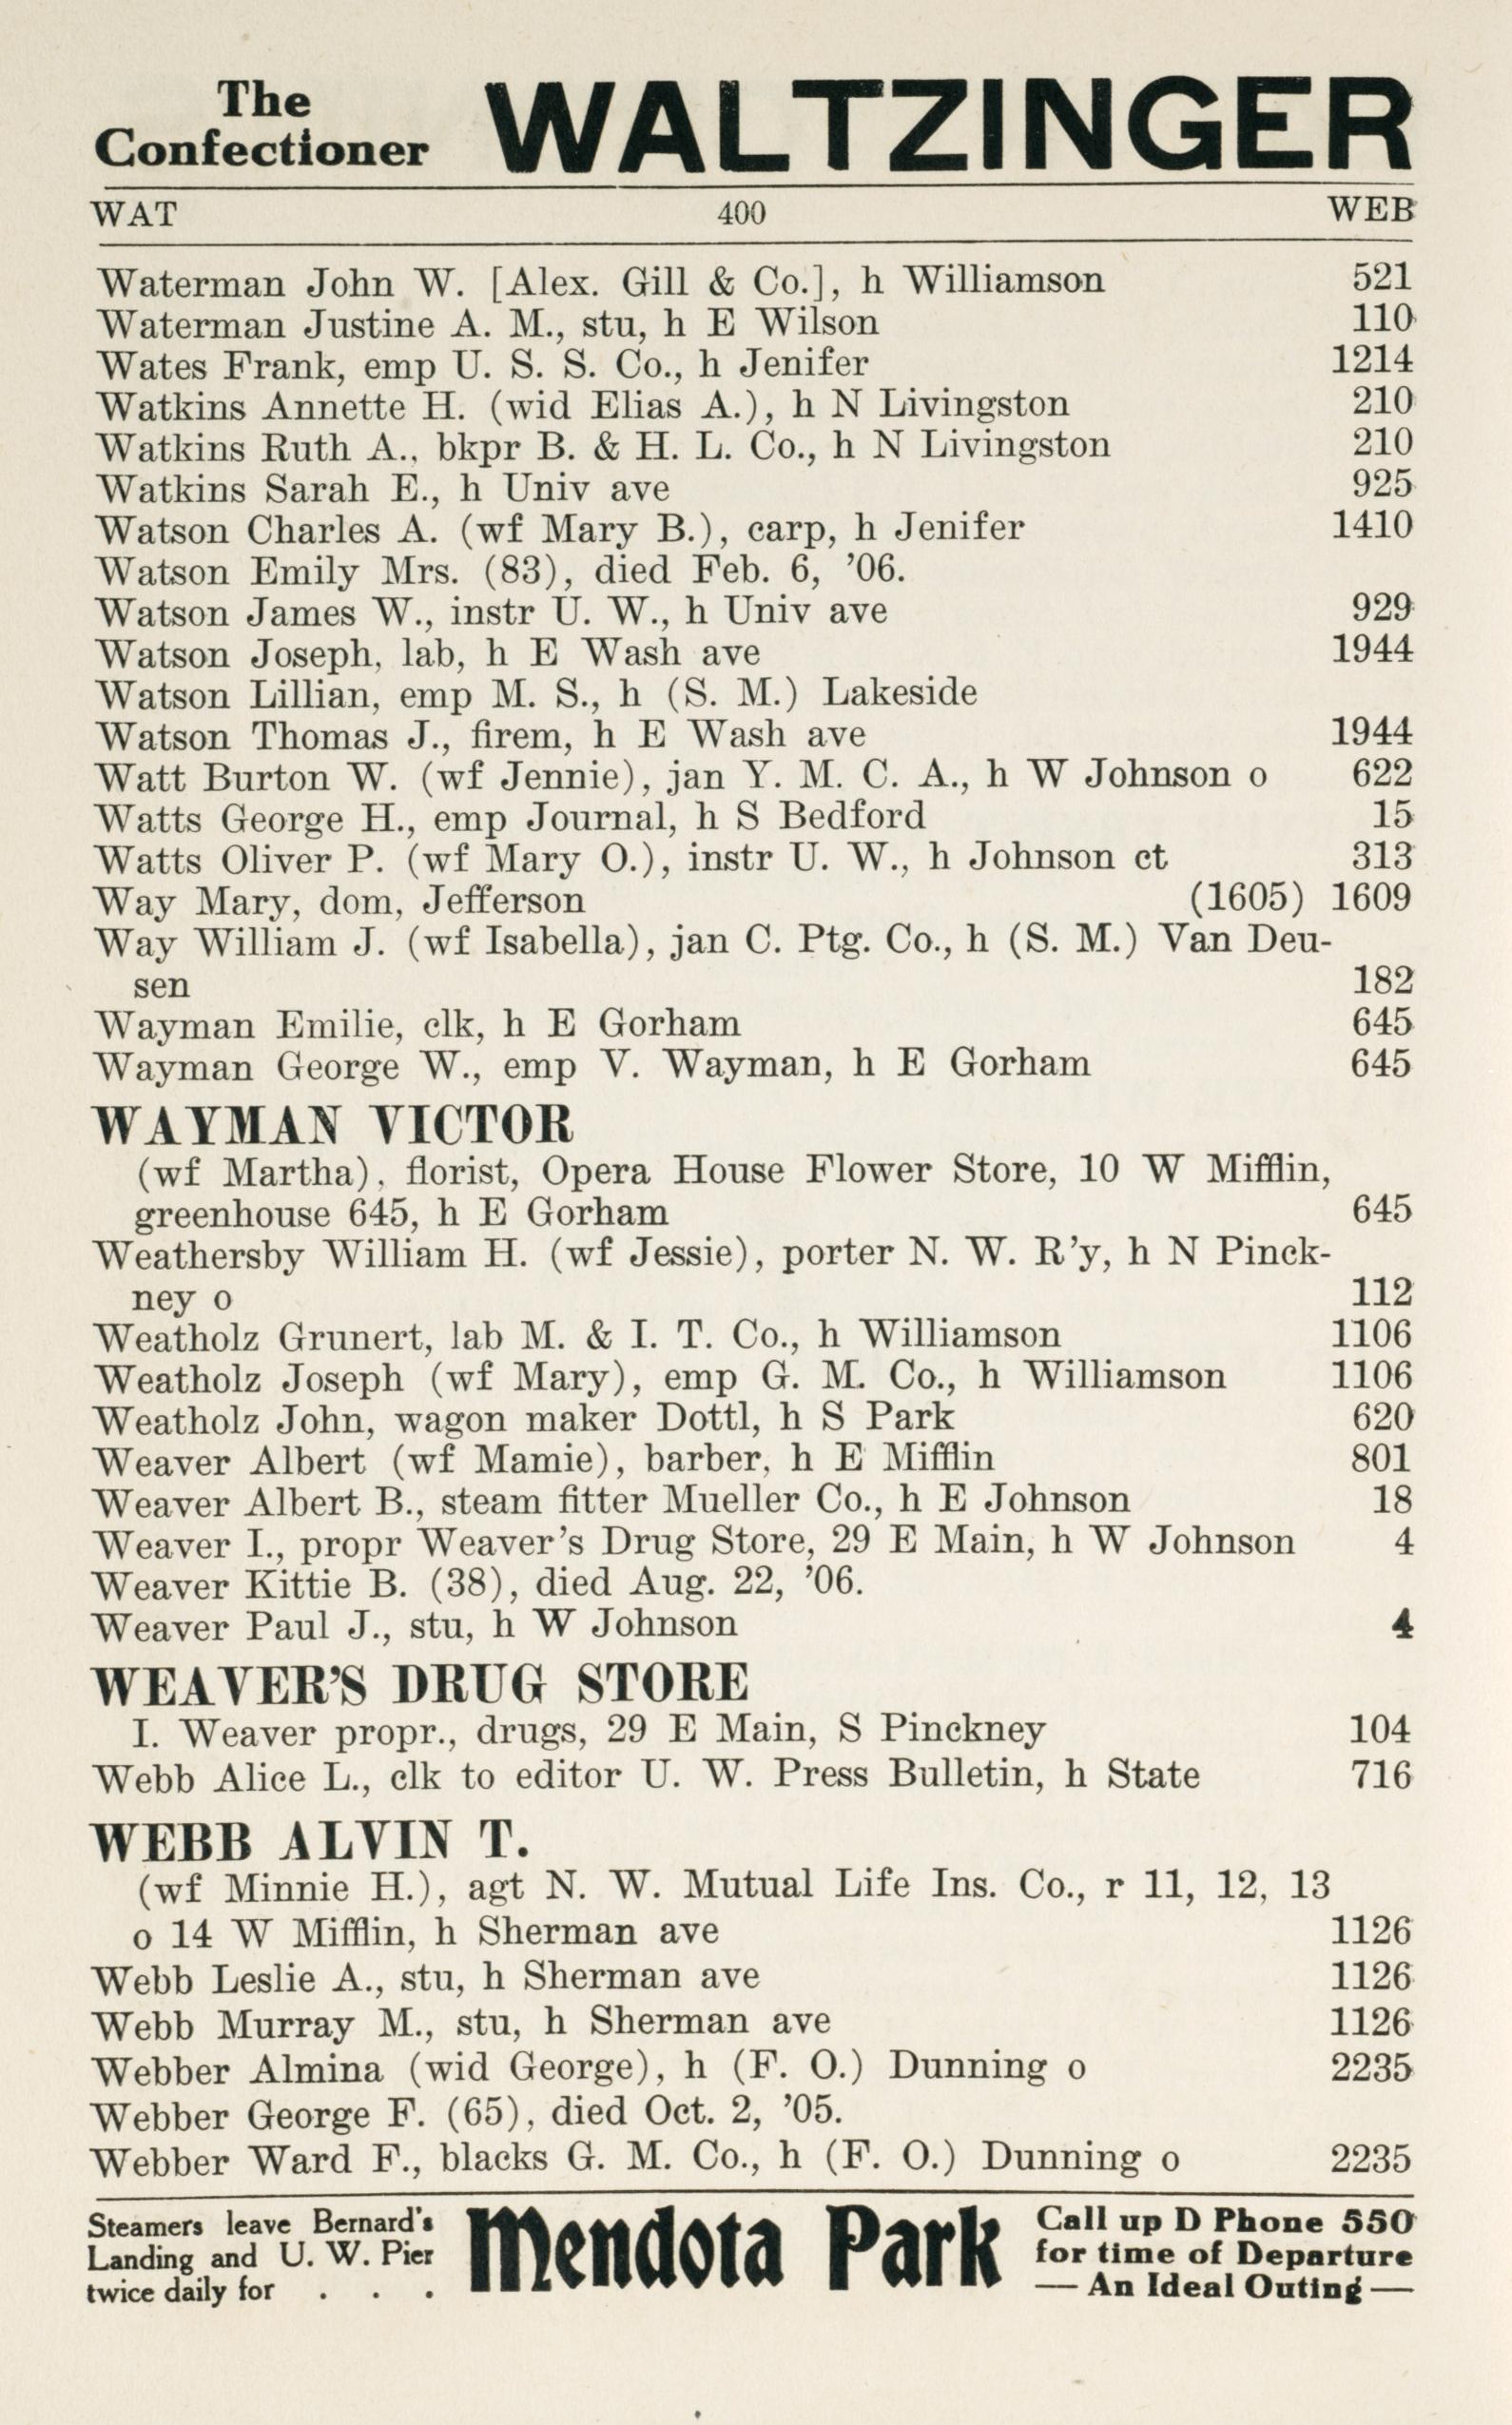 The
Confectioner WALTZINGER
WAT 400 WEB
Waterman John W. [Alex. Gill & Co.], h Williamson 521
Waterman Justine A. M., stu, h E Wilson 110
Wates Frank, emp U. S. S. Co., h Jenifer 1214
Watkins Annette H. (wid Elias A.), h N Livingston 210
Watkins Ruth A., bkpr B. & H. L. Co., h N Livingston 210
Watkins Sarah E., h Univ ave 925
Watson Charles A. (wf Mary B.), carp, h Jenifer 1410
Watson Emily Mrs. (83), died Feb. 6, '06.
Watson James W., instr U. W., h Univ ave 929
Watson Joseph, lab, h E Wash ave 1944
Watson Lillian, emp M. S., h (S. M.) Lakeside
Watson Thomas J., firem, h E Wash ave 1944
Watt Burton W. (wf Jennie), jan Y. M. C. A., h W Johnson o 622
Watts George H., emp Journal, h S Bedford 15
Watts Oliver P. (wf Mary O.), instr U. W., h Johnson ct 313
Way Mary, dom, Jefferson (1605) 1609
Way William J. (wf Isabella), jan C. Ptg. Co., h (S. M.) Van Deu-
sen 182
Wayman Emilie, clk, h E Gorham 645
Wayman George W., emp V. Wayman, h E Gorham 645
WAYMAN VICTOR
(wf Martha), florist, Opera House Flower Store, 10 W Mifflin,
greenhouse 645, h E Gorham 645
Weathersby William H. (wf Jessie), porter N. W. R'y, h N Pinck-
ney o 112
Weatholz Grunert, lab M. & I. T. Co., h Williamson 1106
Weatholz Joseph (wf Mary), emp G. M. Co., h Williamson 1106
Weatholz John, wagon maker Dottl, h S Park 620
Weaver Albert (wf Mamie), barber, h E Mifflin 801
Weaver Albert B., steam fitter Mueller Co., h E Johnson 18
Weaver I., propr Weaver's Drug Store, 29 E Main, h W Johnson 4
Weaver Kittie B. (38), died Aug. 22, '06.
Weaver Paul J., stu, h W Johnson 4
WEAVER'S DRUG STORE
I. Weaver propr., drugs, 29 E Main, S Pinckney 104
Webb Alice L., clk to editor U. W. Press Bulletin, h State 716
WEBB ALVIN T.
(wf Minnie H.), agt N. W. Mutual Life Ins. Co., r 11, 12, 13
o 14 W Mifflin, h Sherman ave 1126
Webb Leslie A., stu, h Sherman ave 1126
Webb Murray M., stu, h Sherman ave 1126
Webber Almina (wid George), h (F. O.) Dunning o 2235
Webber George F. (65), died Oct. 2, '05.
Webber Ward F., blacks G. M. Co., h (F. O.) Dunning o 2235
Steamers leave Bernard's
Landing and U. W. Pier
twice daily for . . .
Mendota Park
Call up D Phone 550
for time of Departure
— An Ideal Outing —